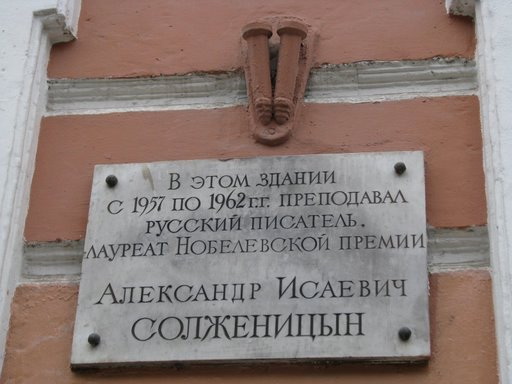 В ЭТОМ ЗДАНИИ
С 1957 ПО 1962 Г.Г. ПРЕПОДАВАЛ
РУССКИЙ ПИСАТЕЛЬ.
ЛАУРЕАТ НОБЕЛЕВСКОЙ ПРЕМИИ
АЛЕКСАНДР ИСАЕВИЧ
СОЛЖЕНИЦЫН